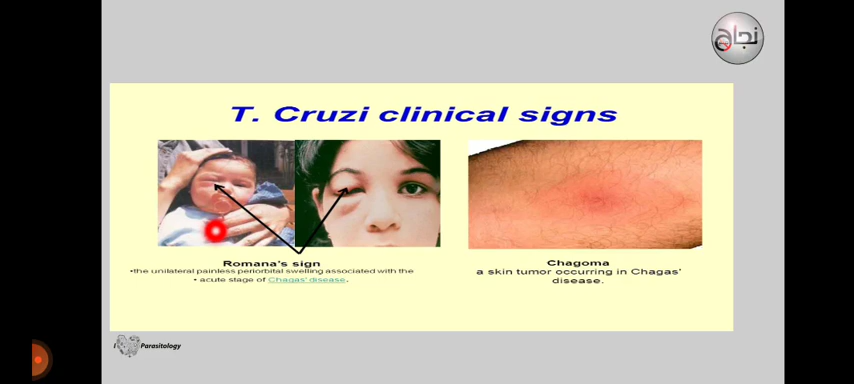 نجاح
T. Cruzi clinical signs
Romana's sign
•the unilateral painless periorbital swelling associated with the
• acute stage of Chagas' disease.
Chagoma
a skin tumor occurring in Chagas'
disease.
I
Parasitology